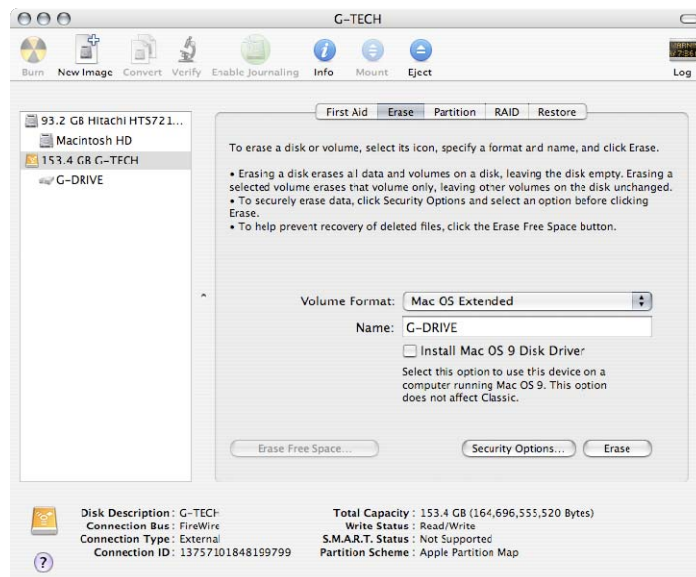 G-TECH
Burn New Image Convert Verify Enable Journaling Info Mount Eject Log
First Aid Erase Partition RAID Restore
93.2 GB Hitachi HTS721...
Macintosh HD
153.4 GB G-TECH
G-DRIVE
To erase a disk or volume, select its icon, specify a format and name, and click Erase.
• Erasing a disk erases all data and volumes on a disk, leaving the disk empty. Erasing a
selected volume erases that volume only, leaving other volumes on the disk unchanged.
• To securely erase data, click Security Options and select an option before clicking
Erase.
• To help prevent recovery of deleted files, click the Erase Free Space button.
Volume Format: Mac OS Extended
Name: G-DRIVE
Install Mac OS 9 Disk Driver
Select this option to use this device on a
computer running Mac OS 9. This option
does not affect Classic.
Erase Free Space... Security Options... Erase
Disk Description : G-TECH Total Capacity : 153.4 GB (164,696,555,520 Bytes)
Connection Bus : FireWire Write Status : Read/Write
Connection Type : External S.M.A.R.T. Status : Not Supported
Connection ID : 13757101848199799 Partition Scheme : Apple Partition Map
?